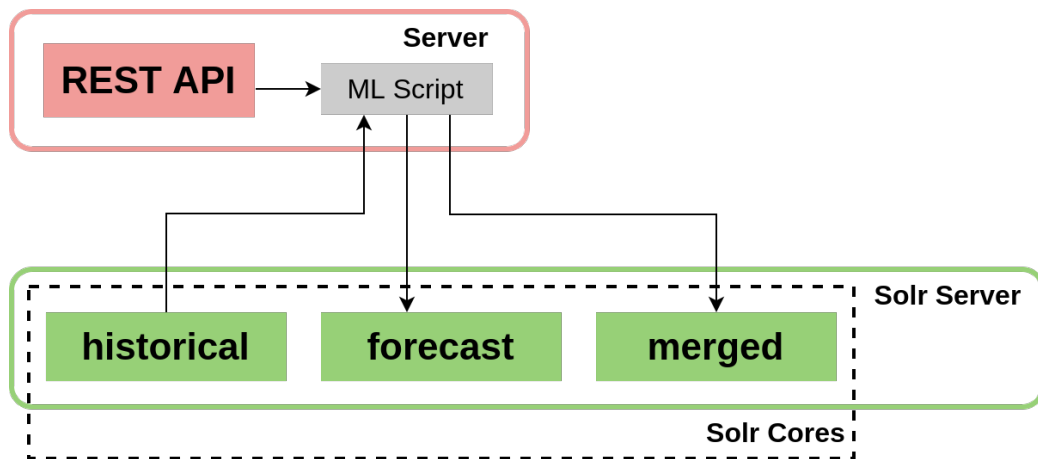 Server
REST API
ML Script
Solr Server
historical
forecast
merged
Solr Cores